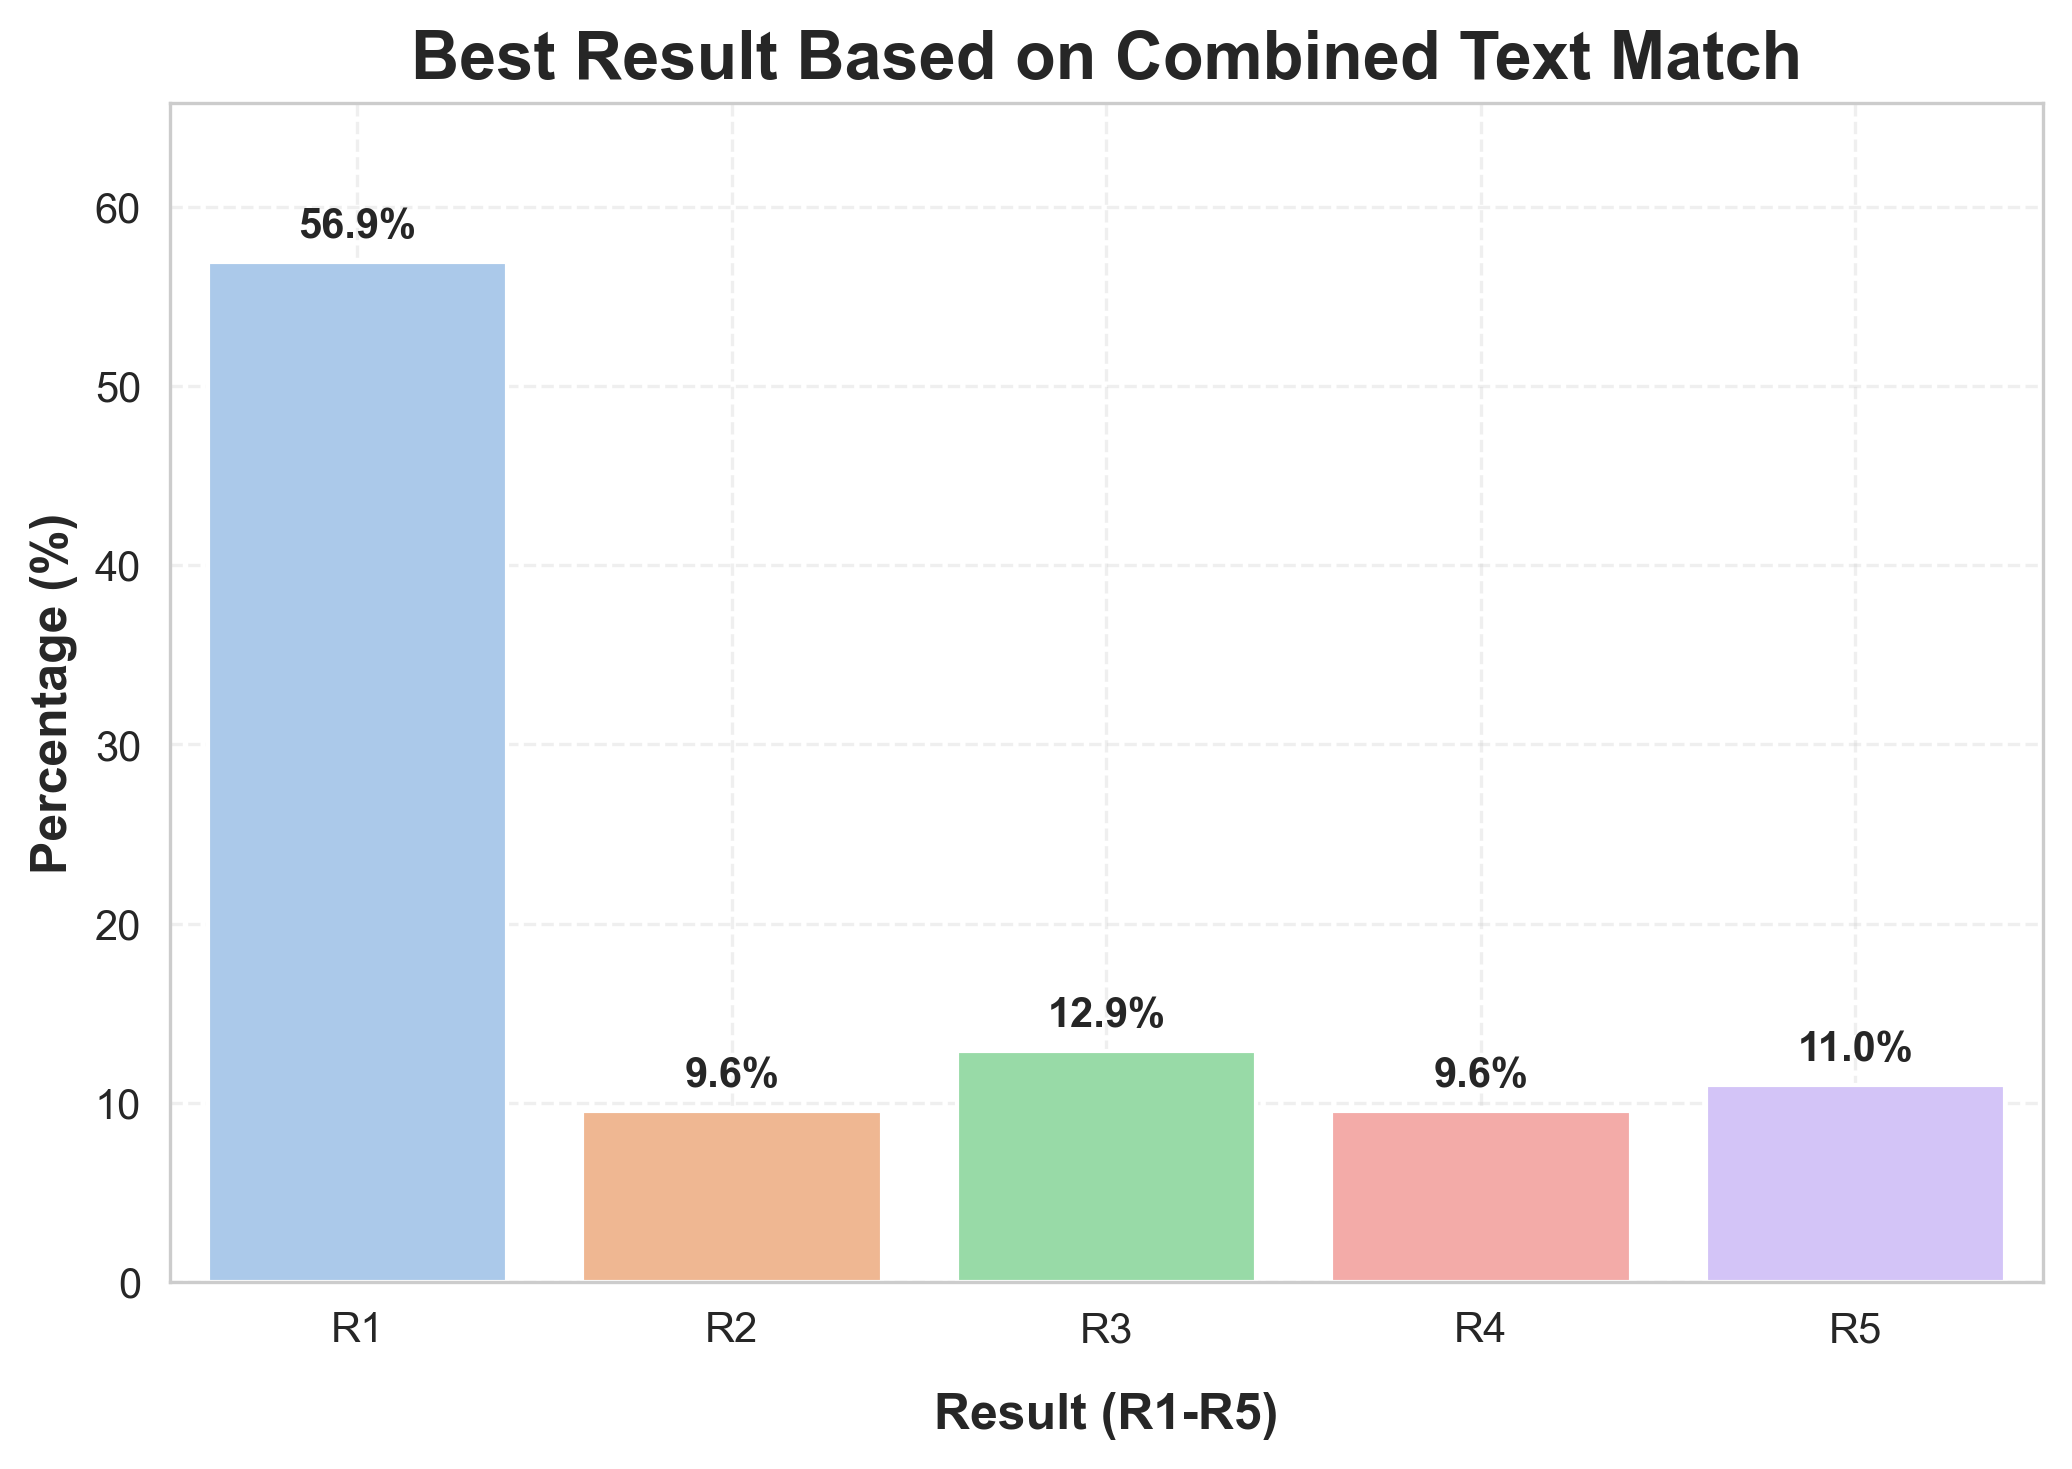 Best Result Based on Combined Text Match
Percentage (%)
60
50
40
30
20
10
0
56.9%
9.6%
12.9%
9.6%
11.0%
R1
R2
R3
R4
R5
Result (R1-R5)